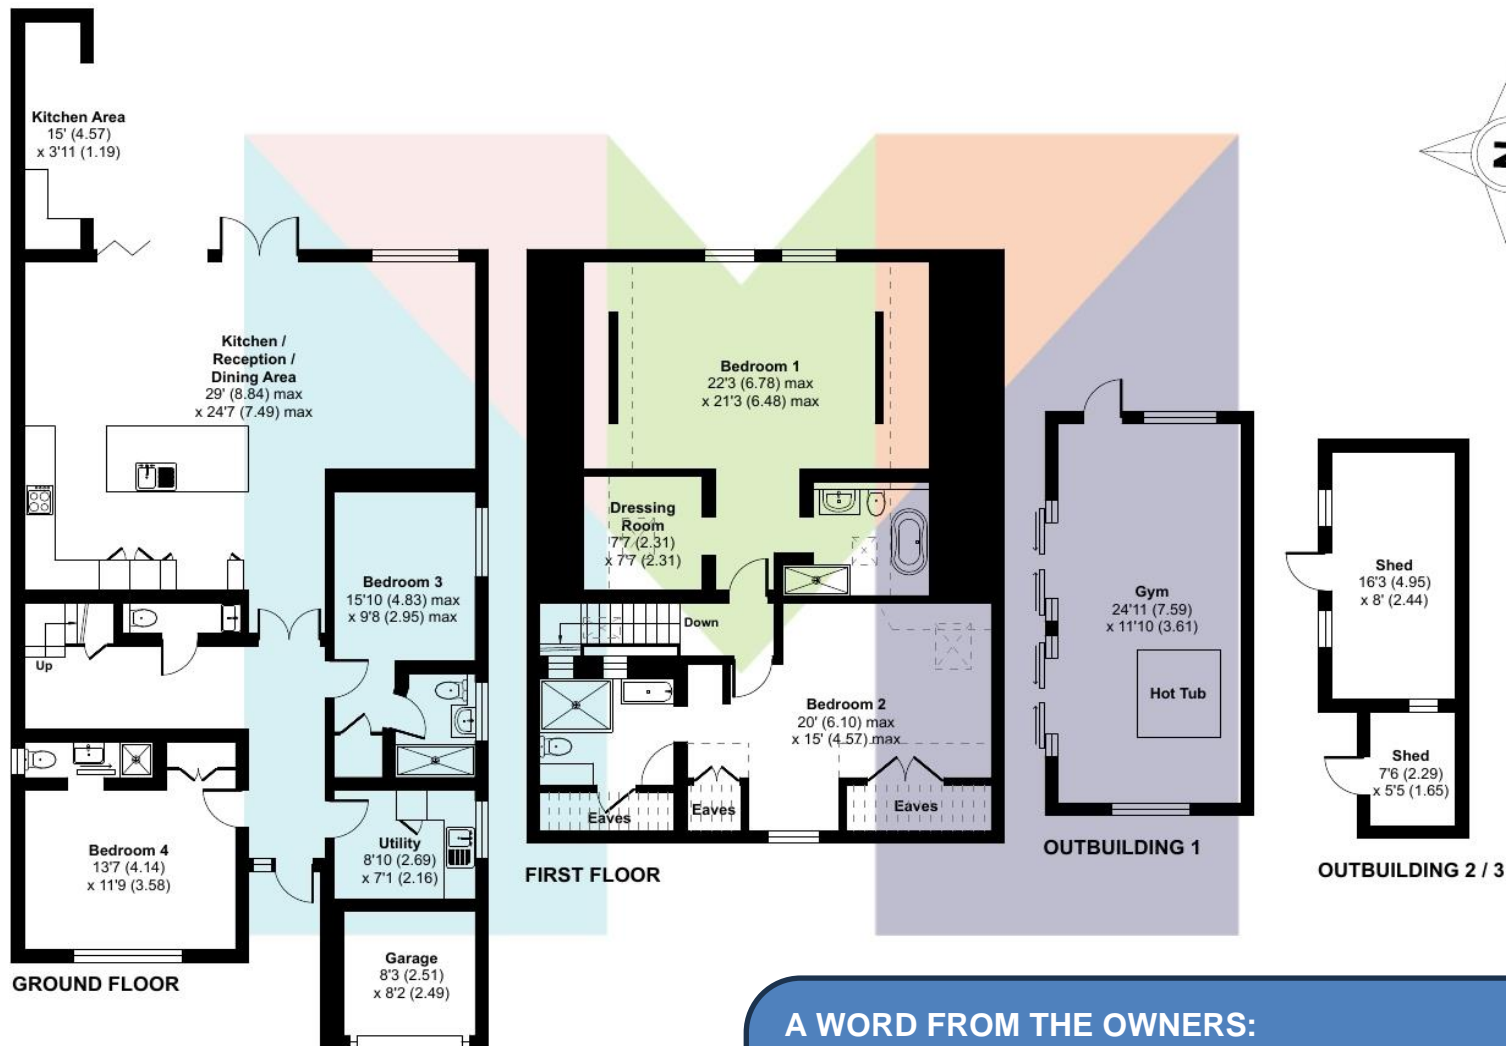 Kitchen Area
15' (4.57)
x 3'11 (1.19)
N
Kitchen /
Reception /
Dining Area
29' (8.84) max
x 24'7 (7.49) max
Bedroom 3
15'10 (4.83) max
x 9'8 (2.95) max
Up
Bedroom 4
13'7 (4.14)
x 11'9 (3.58)
Utility
8'10 (2.69)
x 7'1 (2.16)
Garage
8'3 (2.51)
x 8'2 (2.49)
GROUND FLOOR
Bedroom 1
22'3 (6.78) max
x 21'3 (6.48) max
Dressing
Room
7'7 (2.31)
x 7'7 (2.31)
Down
Bedroom 2
20' (6.10) max
x 15' (4.57) max
Eaves
Eaves
Eaves
FIRST FLOOR
Gym
24'11 (7.59)
x 11'10 (3.61)
Hot Tub
OUTBUILDING 1
Shed
16'3 (4.95)
x 8' (2.44)
Shed
7'6 (2.29)
x 5'5 (1.65)
OUTBUILDING 2 / 3
A WORD FROM THE OWNERS: